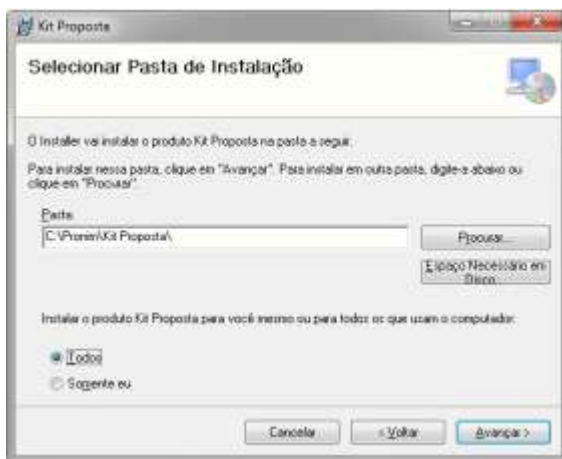 Kit Proposta
Selecionar Pasta de Instalação
O Installer vai instalar o produto Kit Proposta na pasta a seguir.
Para instalar nessa pasta, clique em "Avançar". Para instalar em outra pasta, digite-a abaixo ou
clique em "Procurar".
Pasta:
C:\Pronim\Kit Proposta\
Procurar...
Espaço Necessário em
Disco
Instalar o produto Kit Proposta para você mesmo ou para todos os que usam o computador:
Todos
Somente eu
Cancelar
< Voltar
Avançar >